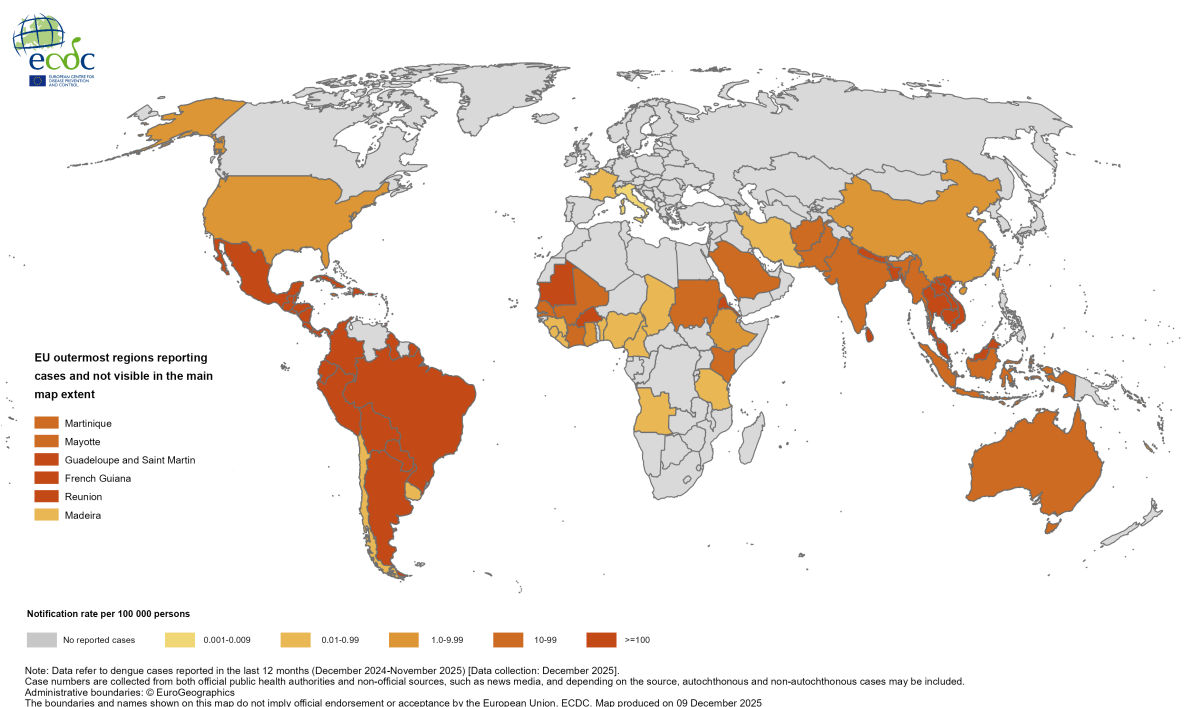 ecdc
EUROPEAN CENTRE FOR
DISEASE PREVENTION
AND CONTROL
EU outermost regions reporting
cases and not visible in the main
map extent
Martinique
Mayotte
Guadeloupe and Saint Martin
French Guiana
Reunion
Madeira
Notification rate per 100 000 persons
No reported cases
0.001-0.009
0.01-0.99
1.0-9.99
10-99
>=100
Note: Data refer to dengue cases reported in the last 12 months (December 2024-November 2025) [Data collection: December 2025].
Case numbers are collected from both official public health authorities and non-official sources, such as news media, and depending on the source, autochthonous and non-autochthonous cases may be included.
Administrative boundaries: © EuroGeographics
The boundaries and names shown on this map do not imply official endorsement or acceptance by the European Union. ECDC. Map produced on 09 December 2025